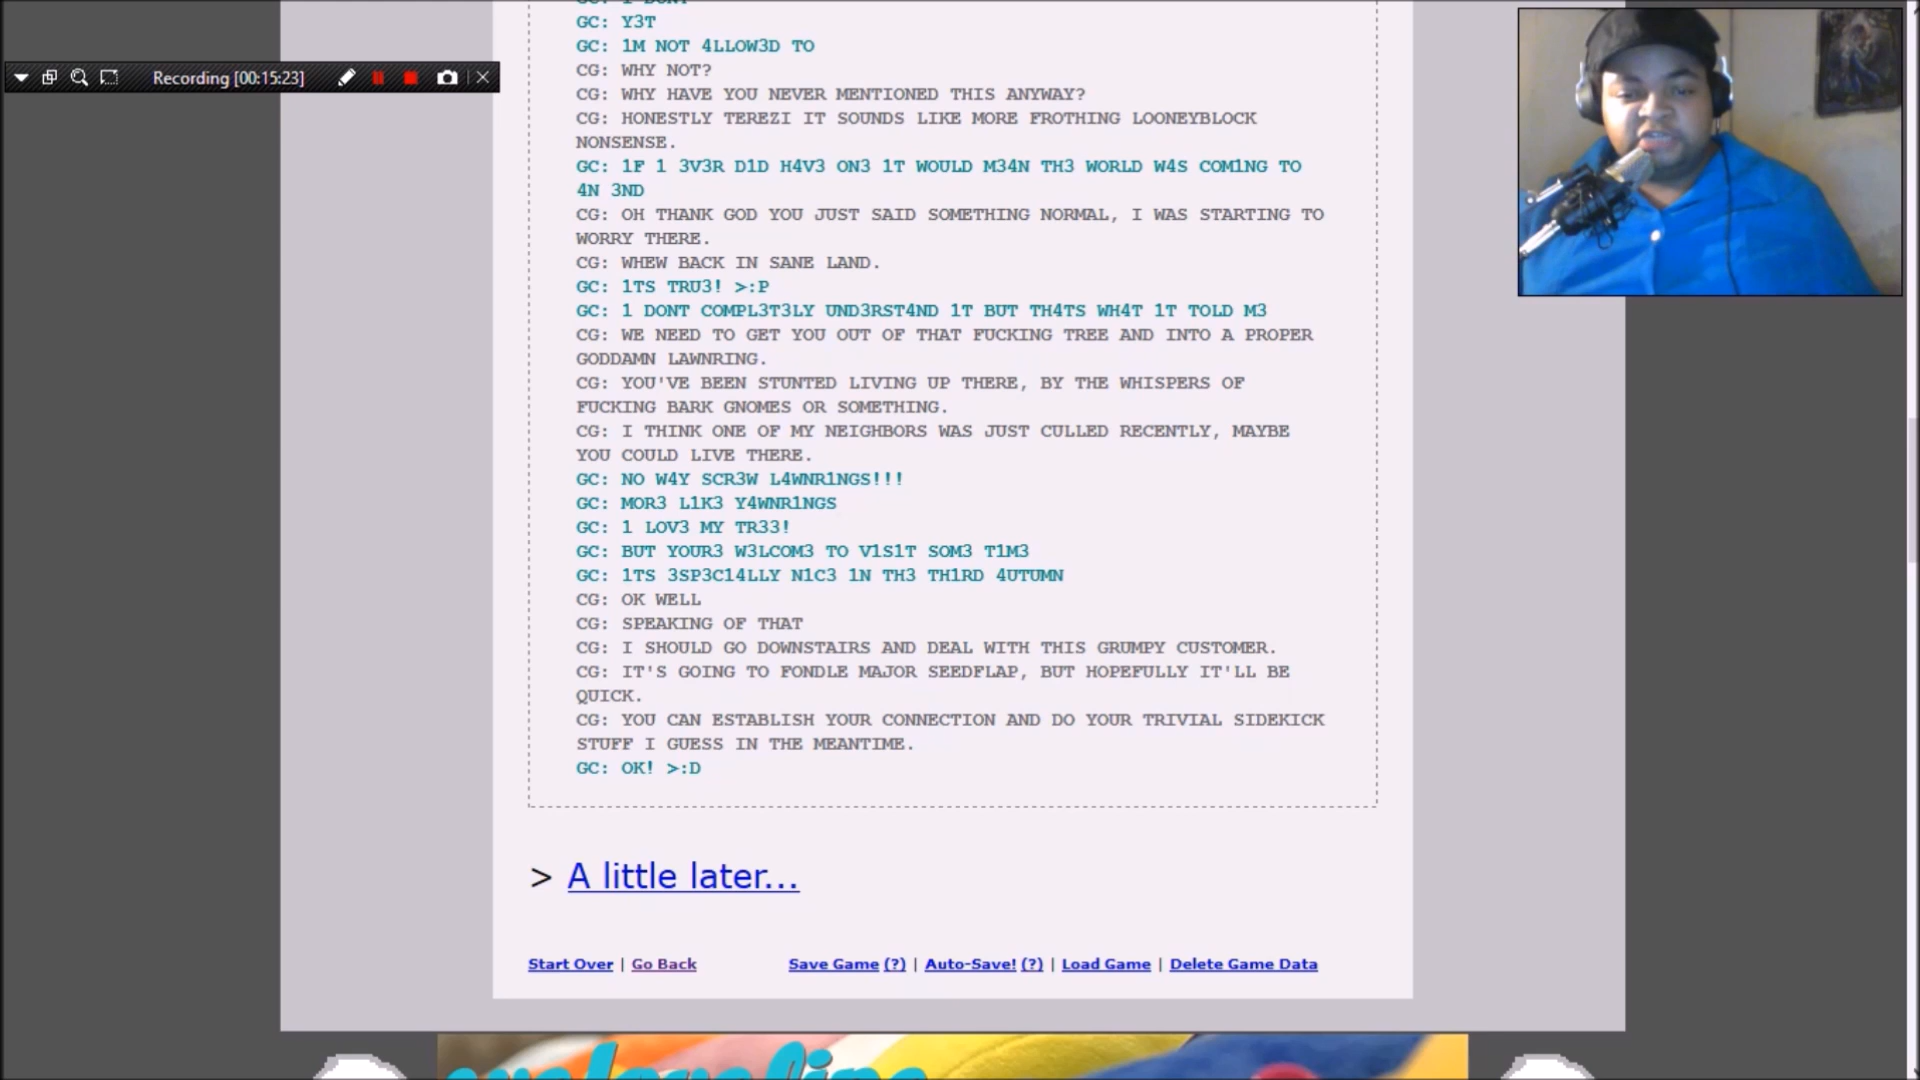 GC: Y3T
GC: 1M NOT 4LLOW3D TO
CG: WHY NOT?
Recording [00:15:23]
CG: WHY HAVE YOU NEVER MENTIONED THIS ANYWAY?
CG: HONESTLY TEREZI IT SOUNDS LIKE MORE FROTHING LOONEYBLOCK
NONSENSE.
GC: 1F 1 3V3R D1D H4V3 ON3 1T WOULD M34N TH3 WORLD W4S COM1NG TO
4N 3ND
CG: OH THANK GOD YOU JUST SAID SOMETHING NORMAL, I WAS STARTING TO
WORRY THERE.
CG: WHEW BACK IN SANE LAND.
GC: 1TS TRU3! >:P
GC: 1 DONT COMPL3T3LY UND3RST4ND 1T BUT TH4TS WH4T 1T TOLD M3
CG: WE NEED TO GET YOU OUT OF THAT FUCKING TREE AND INTO A PROPER
GODDAMN LAWNRING.
CG: YOU'VE BEEN STUNTED LIVING UP THERE, BY THE WHISPERS OF
FUCKING BARK GNOMES OR SOMETHING.
CG: I THINK ONE OF MY NEIGHBORS WAS JUST CULLED RECENTLY, MAYBE
YOU COULD LIVE THERE.
GC: NO W4Y SCR3W L4WNR1NGS!!!
GC: MOR3 L1K3 Y4WNR1NGS
GC: 1 LOV3 MY TR33!
GC: BUT YOUR3 W3LCOM3 TO V1S1T SOM3 T1M3
GC: 1TS 3SP3C14LLY N1C3 1N TH3 TH1RD 4UTUMN
CG: OK WELL
CG: SPEAKING OF THAT
CG: I SHOULD GO DOWNSTAIRS AND DEAL WITH THIS GRUMPY CUSTOMER.
CG: IT'S GOING TO FONDLE MAJOR SEEDFLAP, BUT HOPEFULLY IT'LL BE
QUICK.
CG: YOU CAN ESTABLISH YOUR CONNECTION AND DO YOUR TRIVIAL SIDEKICK
STUFF I GUESS IN THE MEANTIME.
GC: OK! >:D
> A little later...
Start Over | Go Back Save Game (?) | Auto-Save! (?) | Load Game | Delete Game Data